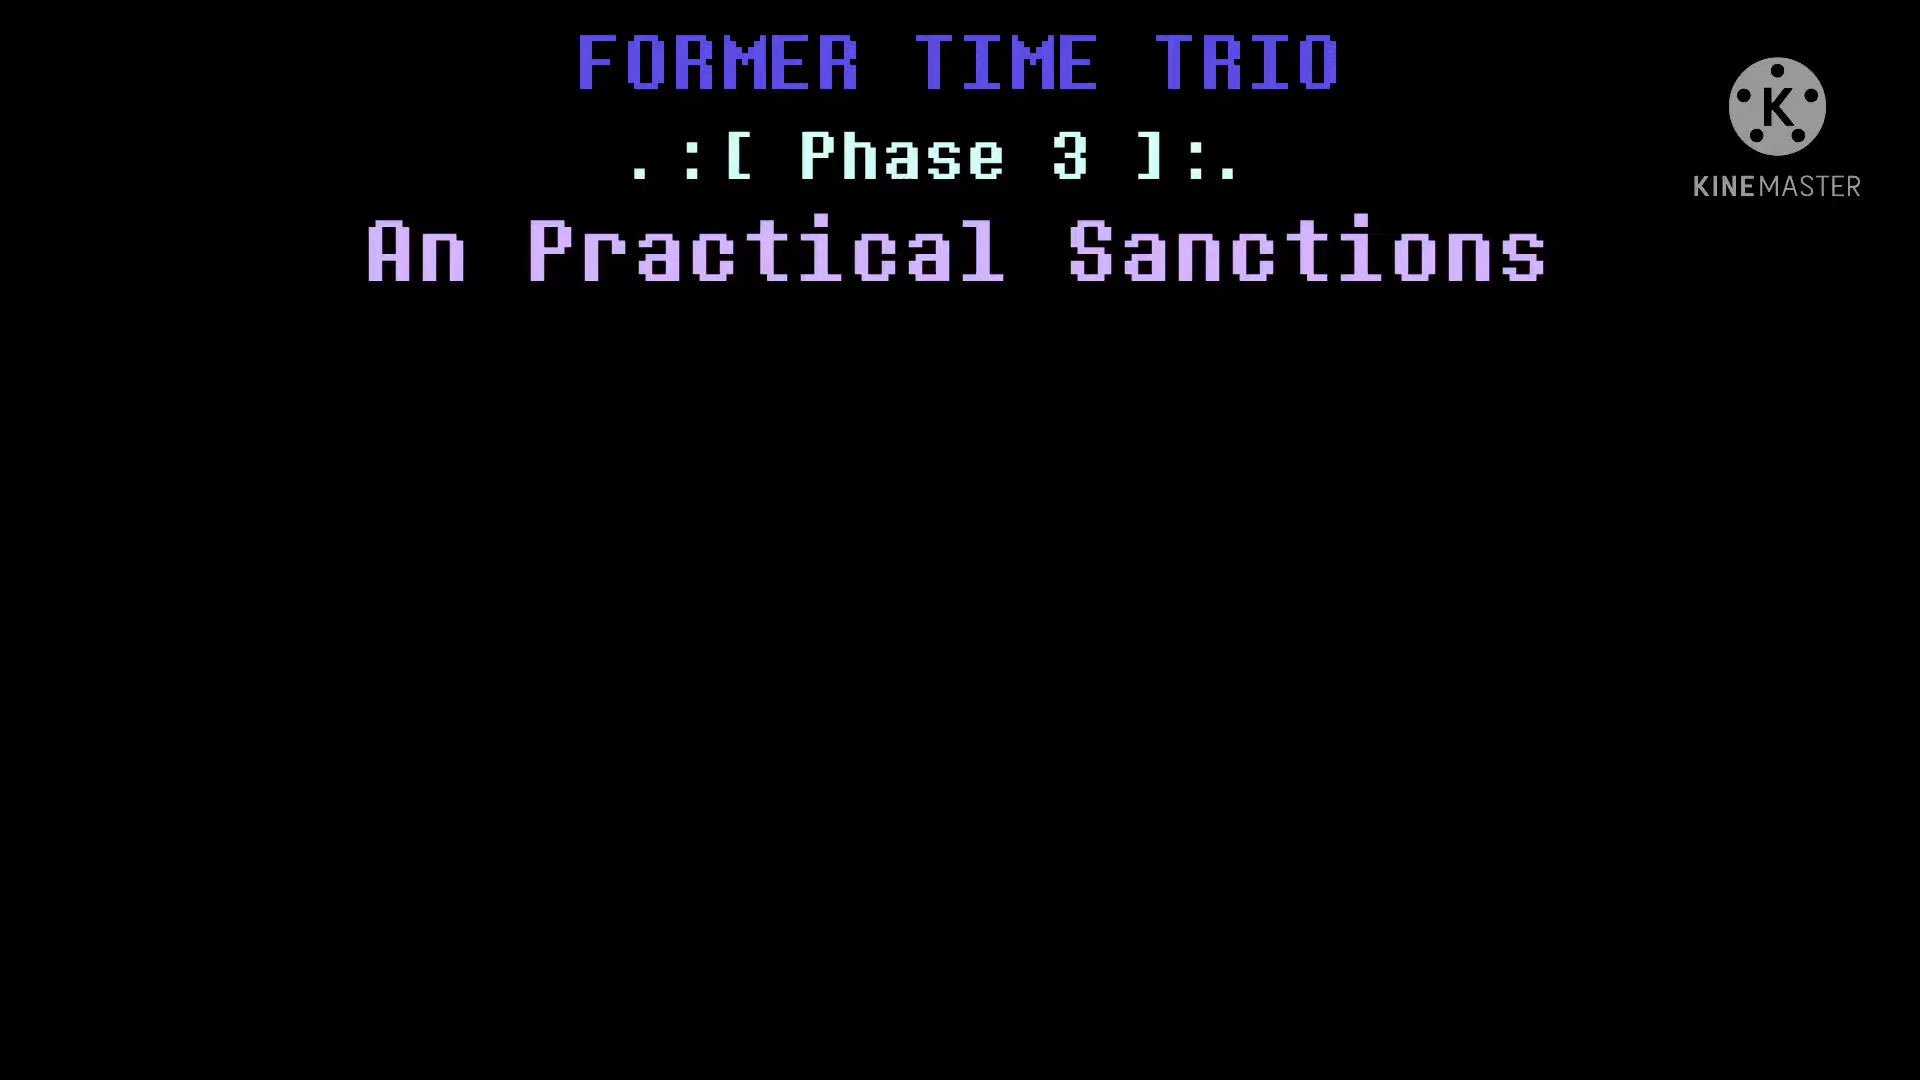 FORMER TIME TRIO
.:[ Phase 3 ]:.
An Practical Sanctions
K
KINEMASTER